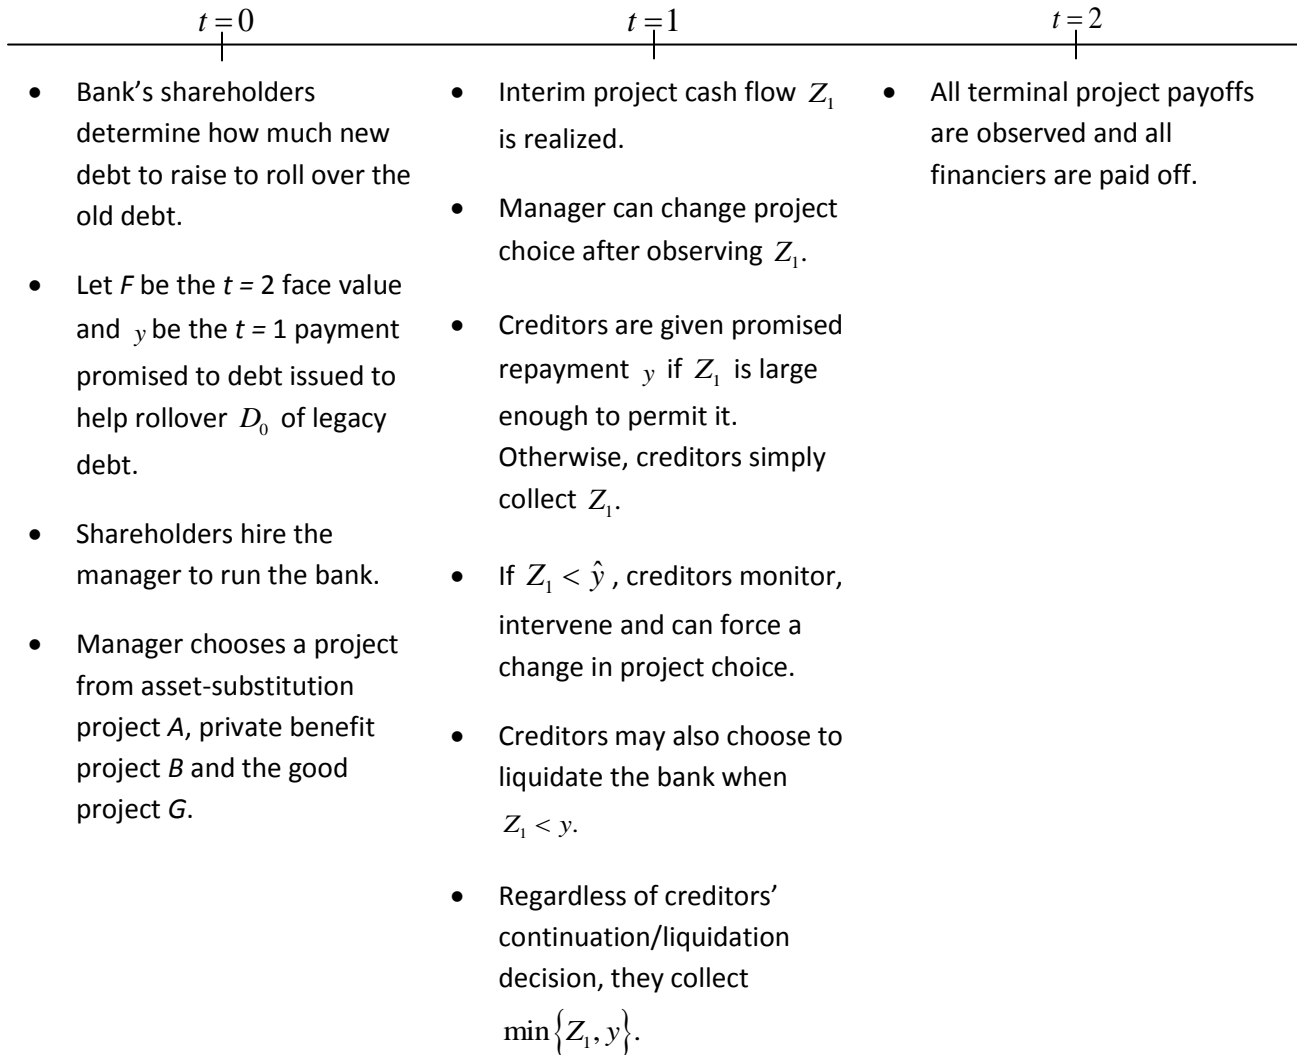 t = 0
t = 1
t = 2
• Bank’s shareholders
determine how much new
debt to raise to roll over the
old debt.
• Let F be the t = 2 face value
and y be the t = 1 payment
promised to debt issued to
help rollover D₀ of legacy
debt.
• Shareholders hire the
manager to run the bank.
• Manager chooses a project
from asset-substitution
project A, private benefit
project B and the good
project G.
• Interim project cash flow Z₁
is realized.
• Manager can change project
choice after observing Z₁.
• Creditors are given promised
repayment y if Z₁ is large
enough to permit it.
Otherwise, creditors simply
collect Z₁.
• If Z₁ < ŷ , creditors monitor,
intervene and can force a
change in project choice.
• Creditors may also choose to
liquidate the bank when
Z₁ < y.
• Regardless of creditors’
continuation/liquidation
decision, they collect
min{Z₁, y}.
• All terminal project payoffs
are observed and all
financiers are paid off.